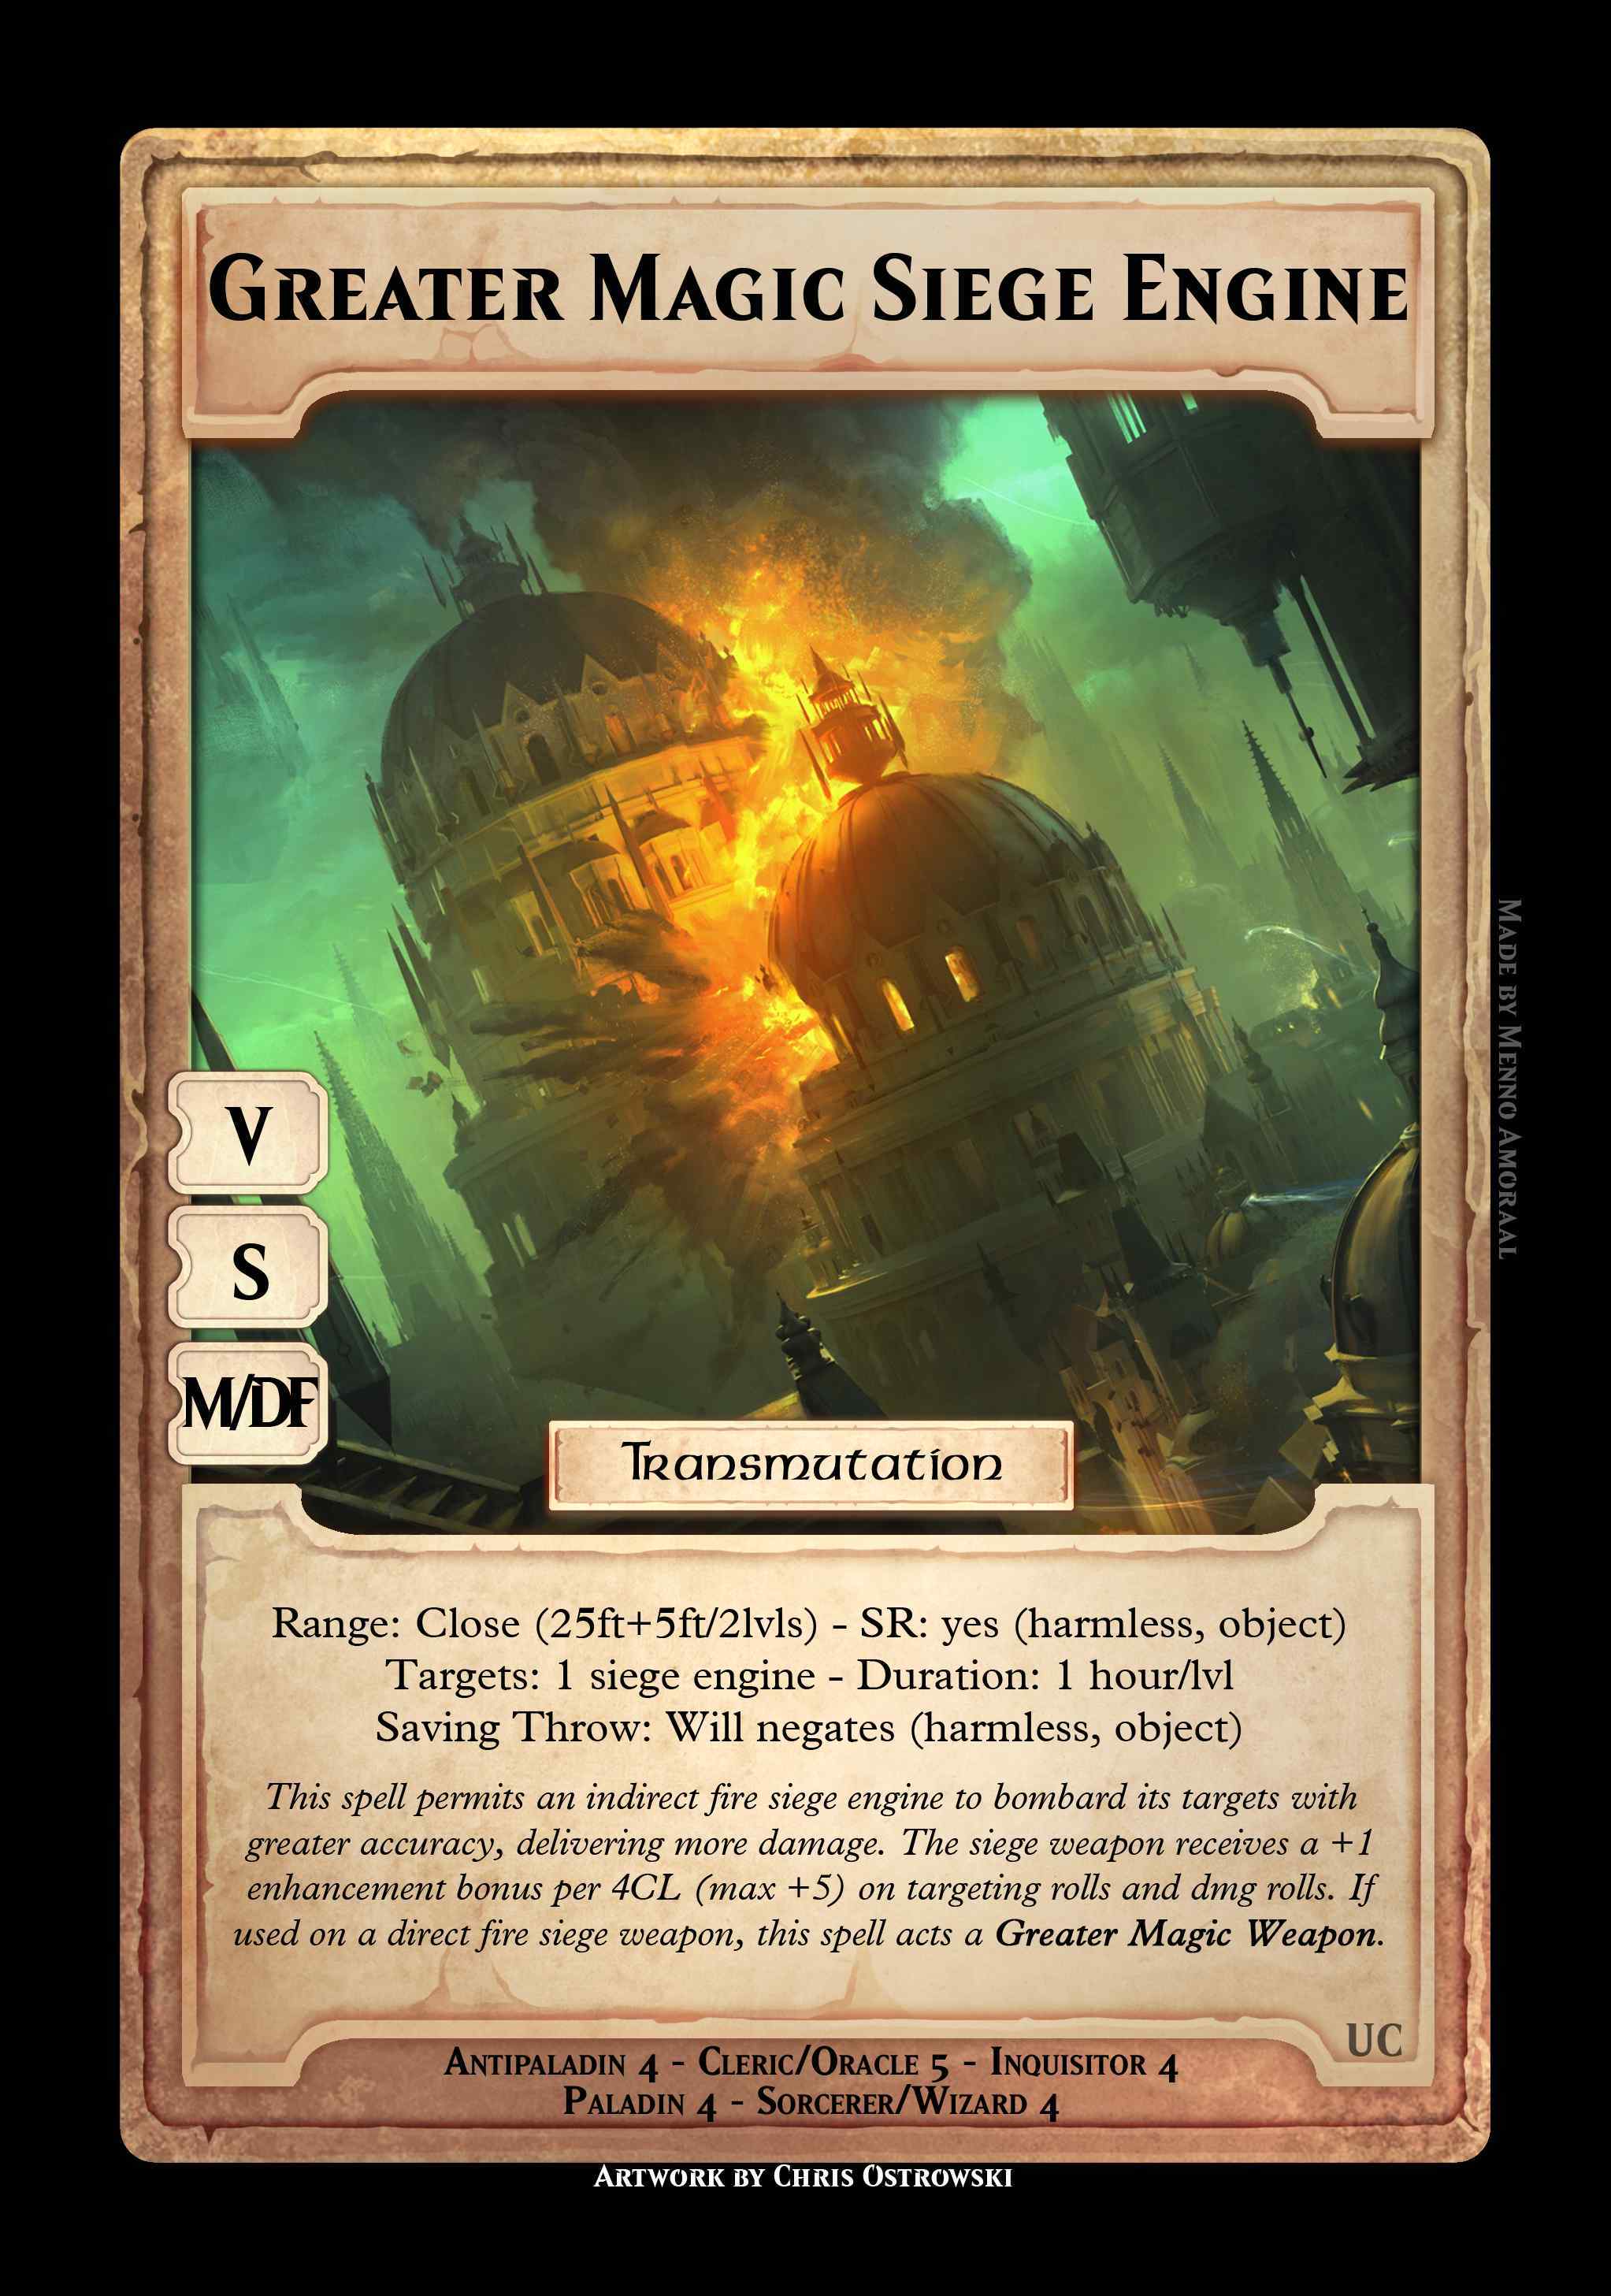 Greater Magic Siege Engine
V
S
M/DF
Transmutation
Range: Close (25ft+5ft/2lvls) - SR: yes (harmless, object)
Targets: 1 siege engine - Duration: 1 hour/lvl
Saving Throw: Will negates (harmless, object)
This spell permits an indirect fire siege engine to bombard its targets with
greater accuracy, delivering more damage. The siege weapon receives a +1
enhancement bonus per 4CL (max +5) on targeting rolls and dmg rolls. If
used on a direct fire siege weapon, this spell acts a Greater Magic Weapon.
UC
Antipaladin 4 - Cleric/Oracle 5 - Inquisitor 4
Paladin 4 - Sorcerer/Wizard 4
Artwork by Chris Ostrowski
Made by Menno Amoraal